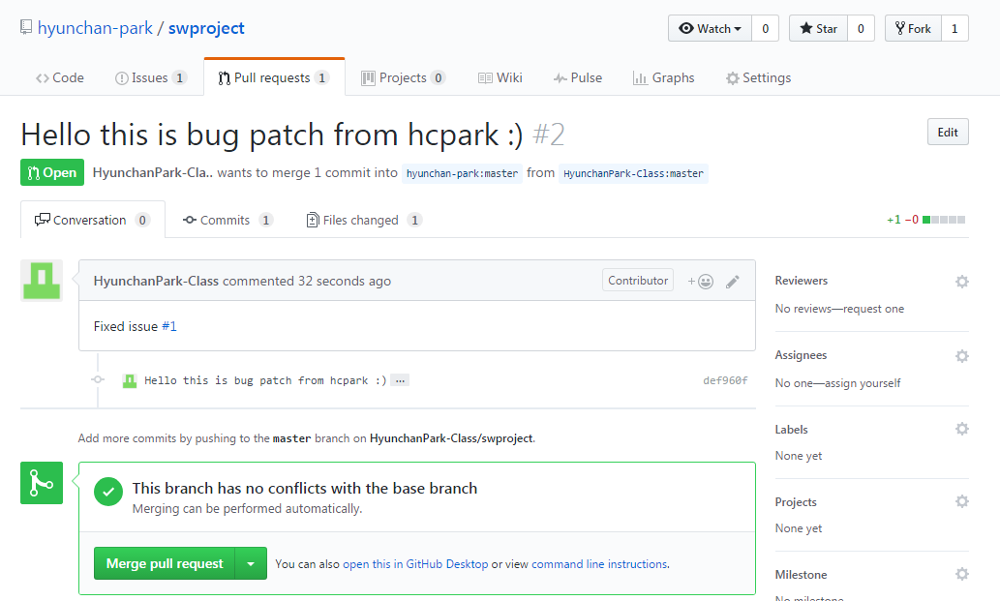 hyunchan-park / swproject
Watch 0 Star 0 Fork 1
Code Issues 1 Pull requests 1 Projects 0 Wiki Pulse Graphs Settings
Hello this is bug patch from hcpark :) #2
Edit
Open HyunchanPark-Cla.. wants to merge 1 commit into hyunchan-park:master from HyunchanPark-Class:master
Conversation 0 Commits 1 Files changed 1
+1 −0
HyunchanPark-Class commented 32 seconds ago
Contributor
Fixed issue #1
Hello this is bug patch from hcpark :) …
def960f
Add more commits by pushing to the master branch on HyunchanPark-Class/swproject.
This branch has no conflicts with the base branch
Merging can be performed automatically.
Merge pull request
You can also open this in GitHub Desktop or view command line instructions.
Reviewers
No reviews—request one
Assignees
No one—assign yourself
Labels
None yet
Projects
None yet
Milestone
No milestone